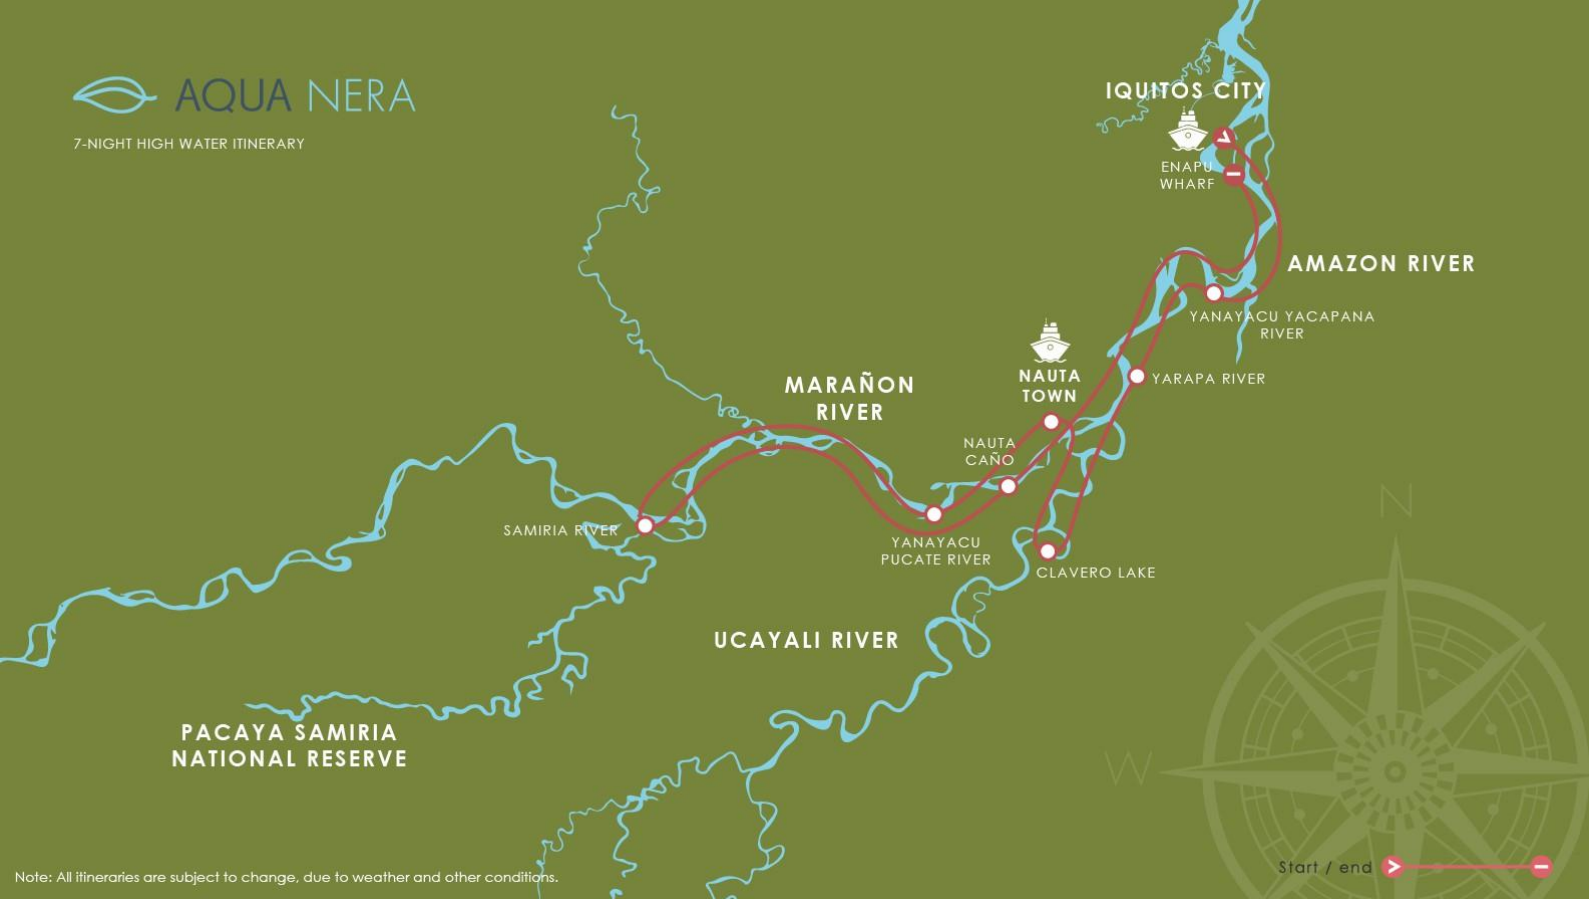 AQUA NERA
7-NIGHT HIGH WATER ITINERARY
IQUITOS CITY
ENAPU
WHARF
AMAZON RIVER
YANAYACU YACAPANA
RIVER
NAUTA
TOWN
YARAPA RIVER
MARAÑON
RIVER
NAUTA
CAÑO
SAMIRIA RIVER
YANAYACU
PUCATE RIVER
CLAVERO LAKE
UCAYALI RIVER
PACAYA SAMIRIA
NATIONAL RESERVE
N
W
Start / end
Note: All itineraries are subject to change, due to weather and other conditions.